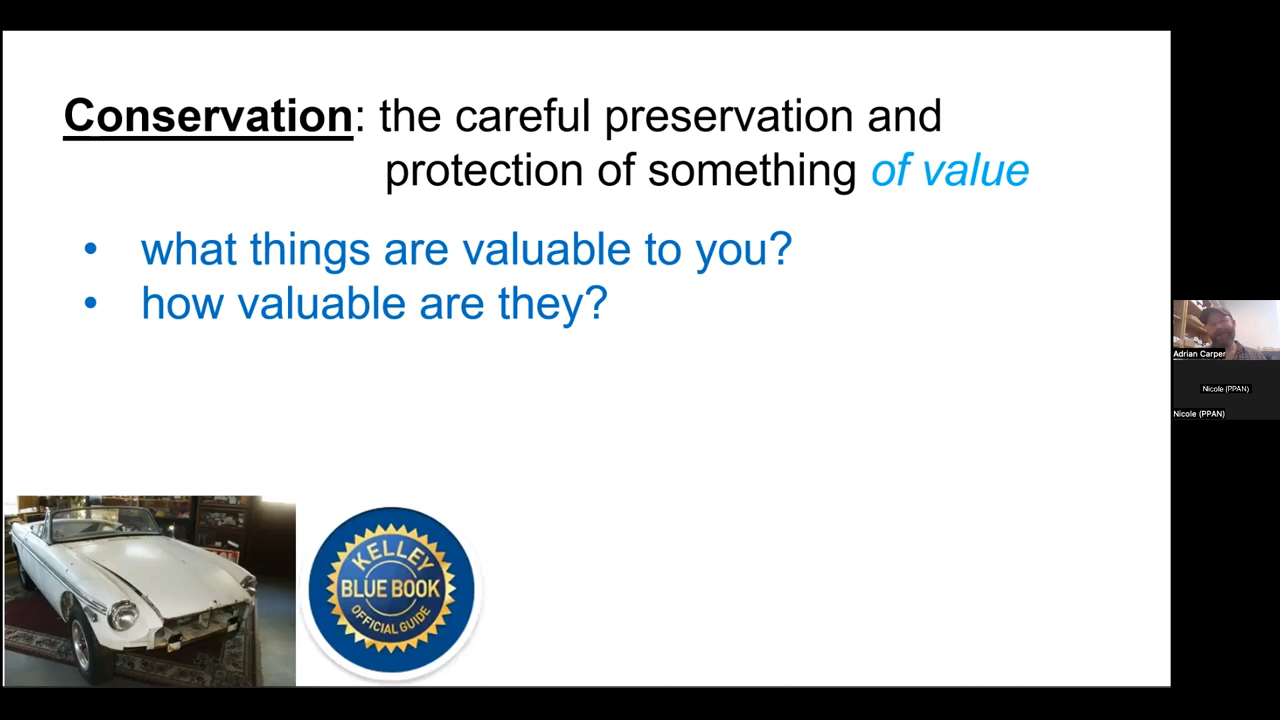 Conservation: the careful preservation and
protection of something of value
• what things are valuable to you?
• how valuable are they?
KELLEY
BLUE BOOK
OFFICIAL GUIDE
Adrian Carper
Nicole (PPAN)
Nicole (PPAN)